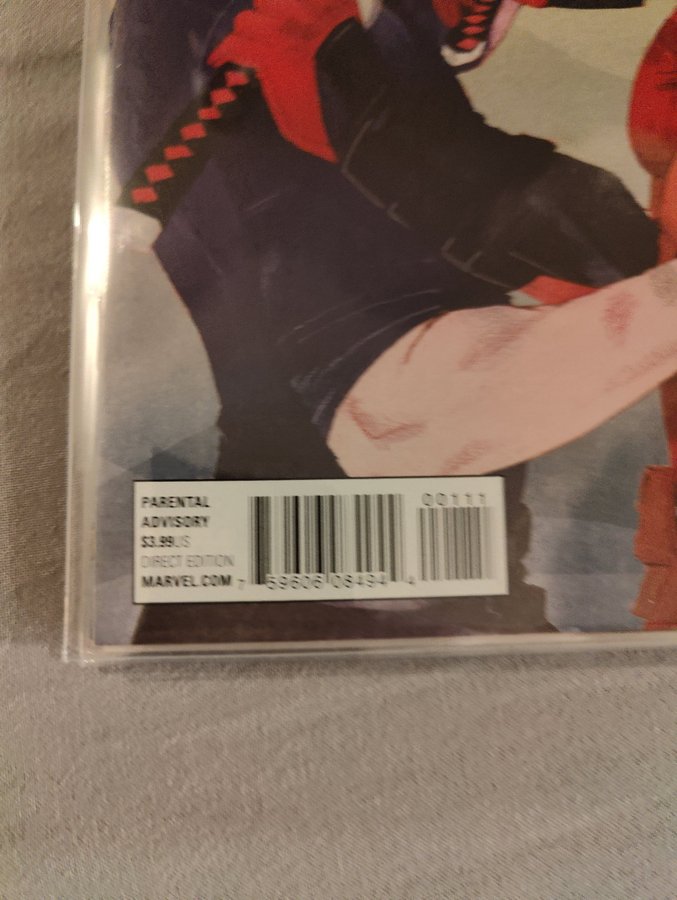 PARENTAL
ADVISORY
$3.99US
DIRECT EDITION
MARVEL.COM
7 59606 08494 4
00111